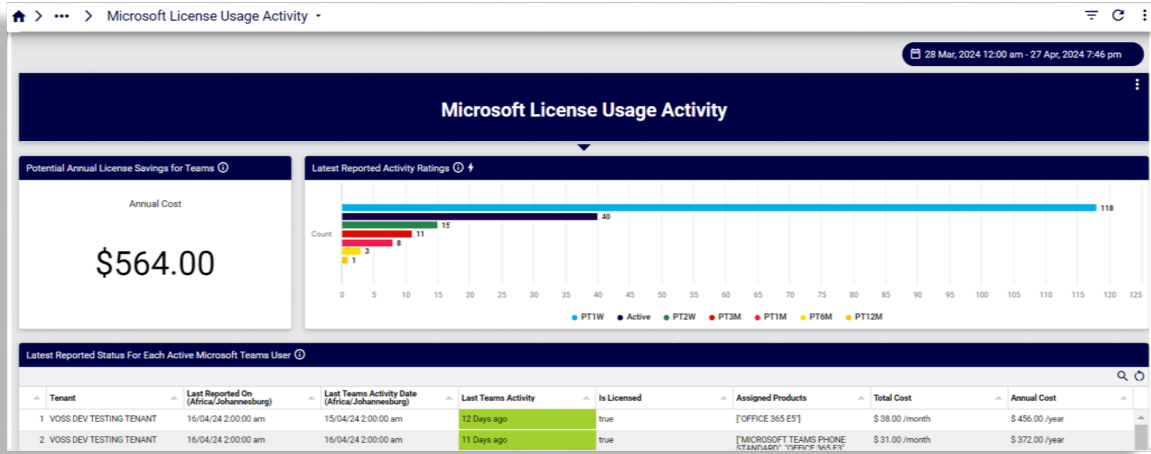 Microsoft License Usage Activity
28 Mar, 2024 12:00 am - 27 Apr, 2024 7:46 pm
Microsoft License Usage Activity
Potential Annual License Savings for Teams
Latest Reported Activity Ratings
Annual Cost
$564.00
118
40
15
Count
11
8
3
1
0 5 10 15 20 25 30 35 40 45 50 55 60 65 70 75 80 85 90 95 100 105 110 115 120 125
PT1W Active PT2W PT3M PT1M PT6M PT12M
Latest Reported Status For Each Active Microsoft Teams User
Tenant Last Reported On (Africa/Johannesburg) Last Teams Activity Date (Africa/Johannesburg) Last Teams Activity Is Licensed Assigned Products Total Cost Annual Cost
1 VOSS DEV TESTING TENANT 16/04/24 2:00:00 am 15/04/24 2:00:00 am 12 Days ago true ["OFFICE 365 E5"] $ 38.00 /month $ 456.00 /year
2 VOSS DEV TESTING TENANT 16/04/24 2:00:00 am 16/04/24 2:00:00 am 11 Days ago true ["MICROSOFT TEAMS PHONE STANDARD", "OFFICE 365 E3" $ 31.00 /month $ 372.00 /year